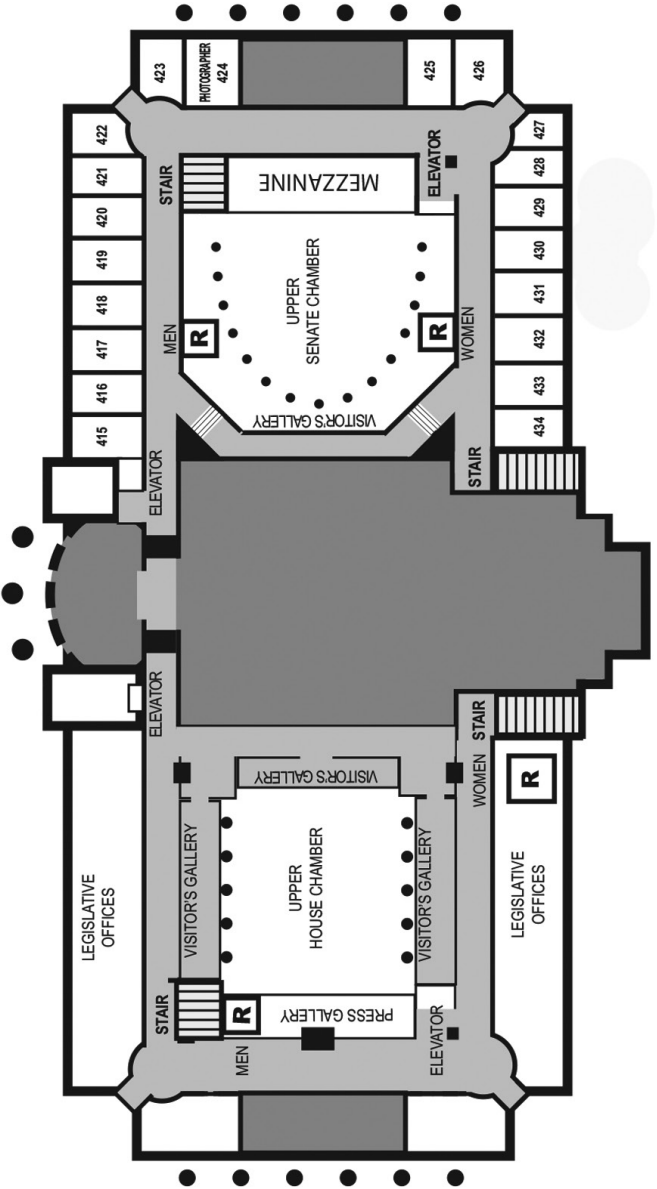 423
PHOTOGRAPHER
424
425
426
422
421
420
419
418
417
416
415
427
428
429
430
431
432
433
434
STAIR
MEZZANINE
ELEVATOR
UPPER
SENATE CHAMBER
MEN
R
R
WOMEN
VISITOR'S GALLERY
ELEVATOR
STAIR
ELEVATOR
STAIR
VISITOR'S GALLERY
WOMEN
R
VISITOR'S GALLERY
UPPER
HOUSE CHAMBER
VISITOR'S GALLERY
LEGISLATIVE
OFFICES
LEGISLATIVE
OFFICES
STAIR
R
PRESS GALLERY
MEN
ELEVATOR